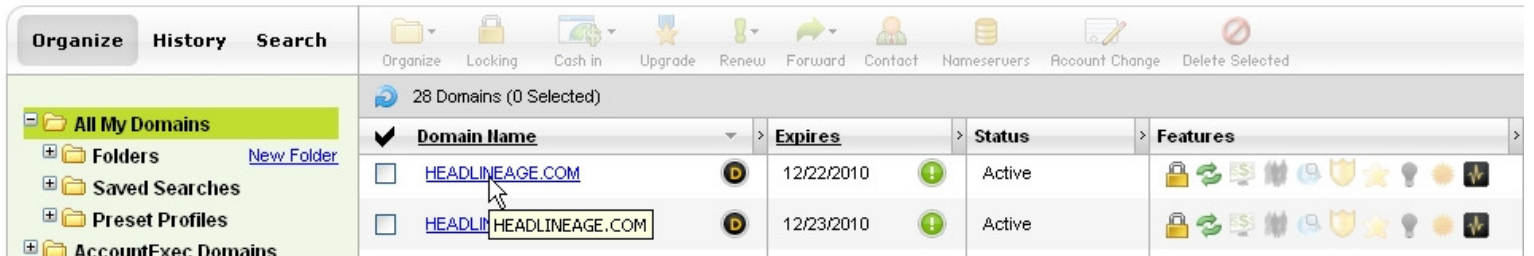 Organize History Search
Organize Locking Cash in Upgrade Renew Forward Contact Nameservers Account Change Delete Selected
28 Domains (0 Selected)
All My Domains
Domain Name Expires Status Features
Folders New Folder
HEADLINEAGE.COM D 12/22/2010 Active
Saved Searches
Preset Profiles
HEADLIN HEADLINEAGE.COM D 12/23/2010 Active
AccountExec Domains